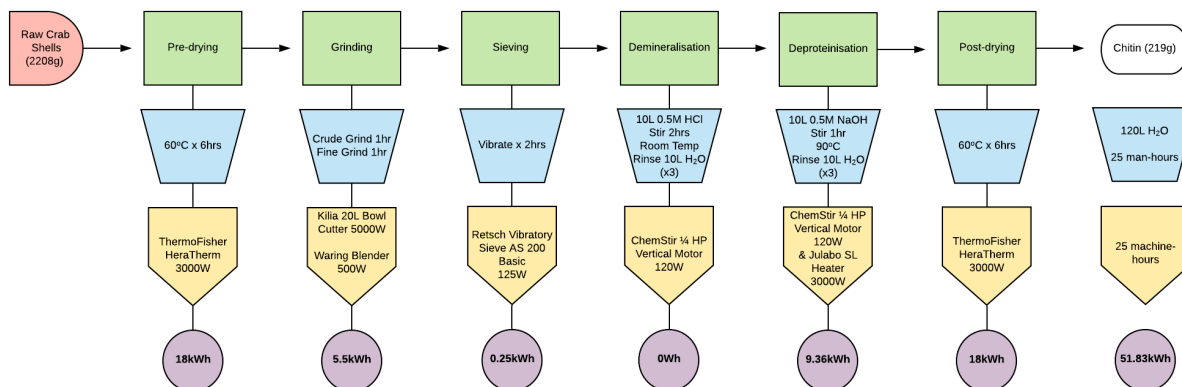 Raw Crab
Shells
(2208g)
Pre-drying
Grinding
Sieving
Demineralisation
Deproteinisation
Post-drying
Chitin (219g)
60ºC x 6hrs
Crude Grind 1hr
Fine Grind 1hr
Vibrate x 2hrs
10L 0.5M HCl
Stir 2hrs
Room Temp
Rinse 10L H₂O
(x3)
10L 0.5M NaOH
Stir 1hr
90ºC
Rinse 10L H₂O
(x3)
60ºC x 6hrs
120L H₂O
25 man-hours
ThermoFisher
HeraTherm
3000W
Kilia 20L Bowl
Cutter 5000W
Waring Blender
500W
Retsch Vibratory
Sieve AS 200
Basic
125W
ChemStir ¼ HP
Vertical Motor
120W
ChemStir ¼ HP
Vertical Motor
120W
& Julabo SL
Heater
3000W
ThermoFisher
HeraTherm
3000W
25 machine-
hours
18kWh
5.5kWh
0.25kWh
0Wh
9.36kWh
18kWh
51.83kWh